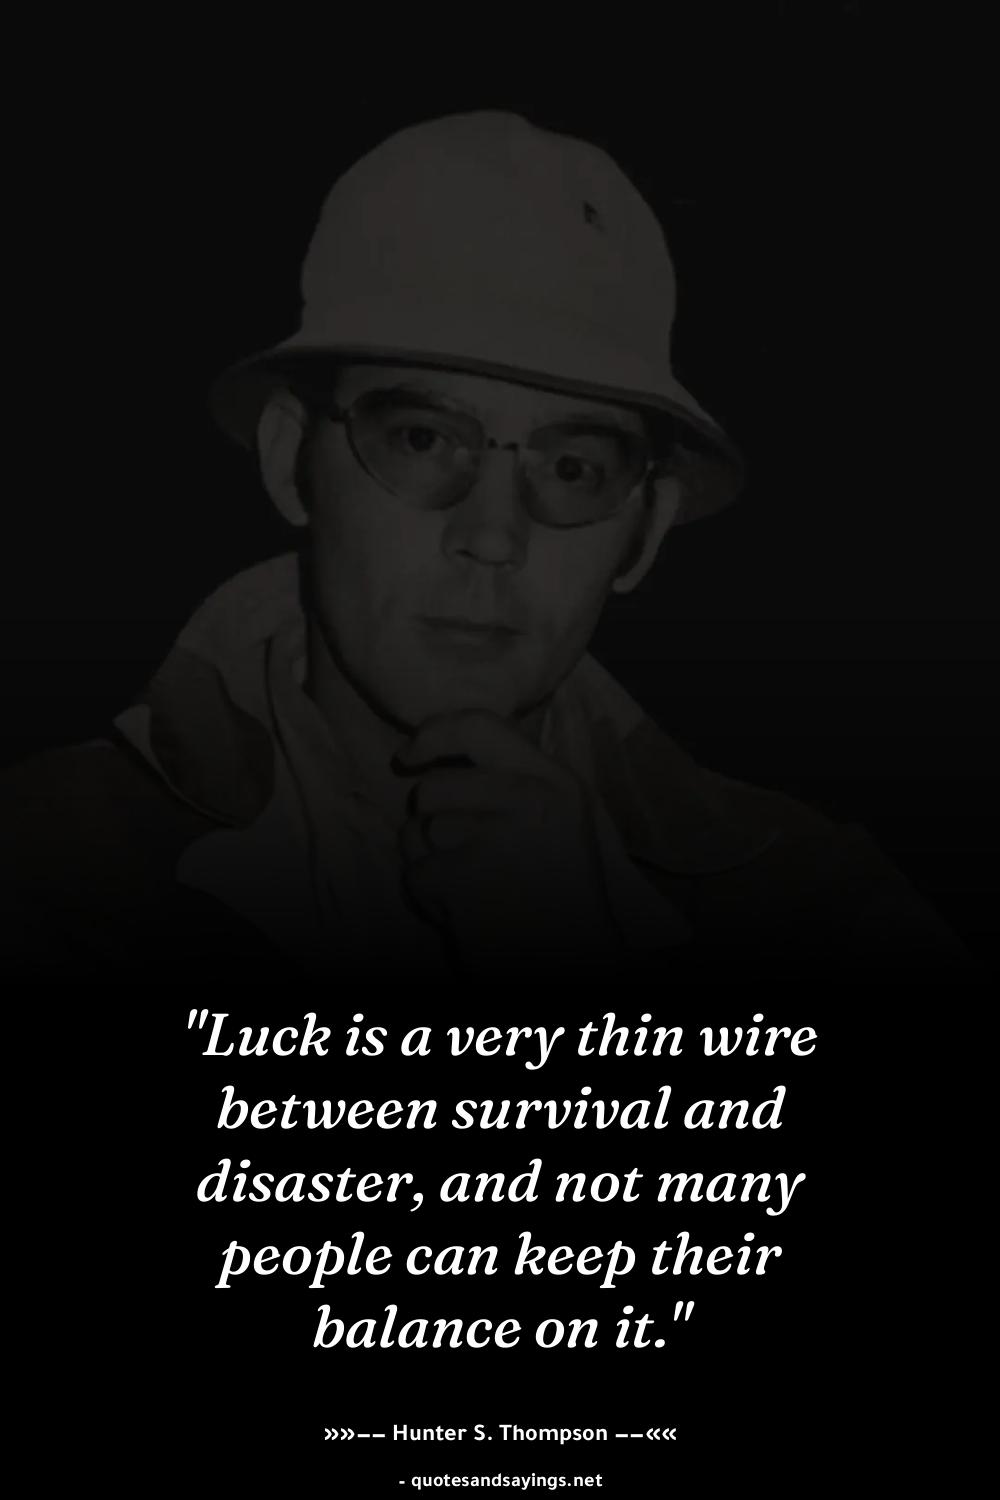 "Luck is a very thin wire
between survival and
disaster, and not many
people can keep their
balance on it."
»»–– Hunter S. Thompson ––««
- quotesandsayings.net